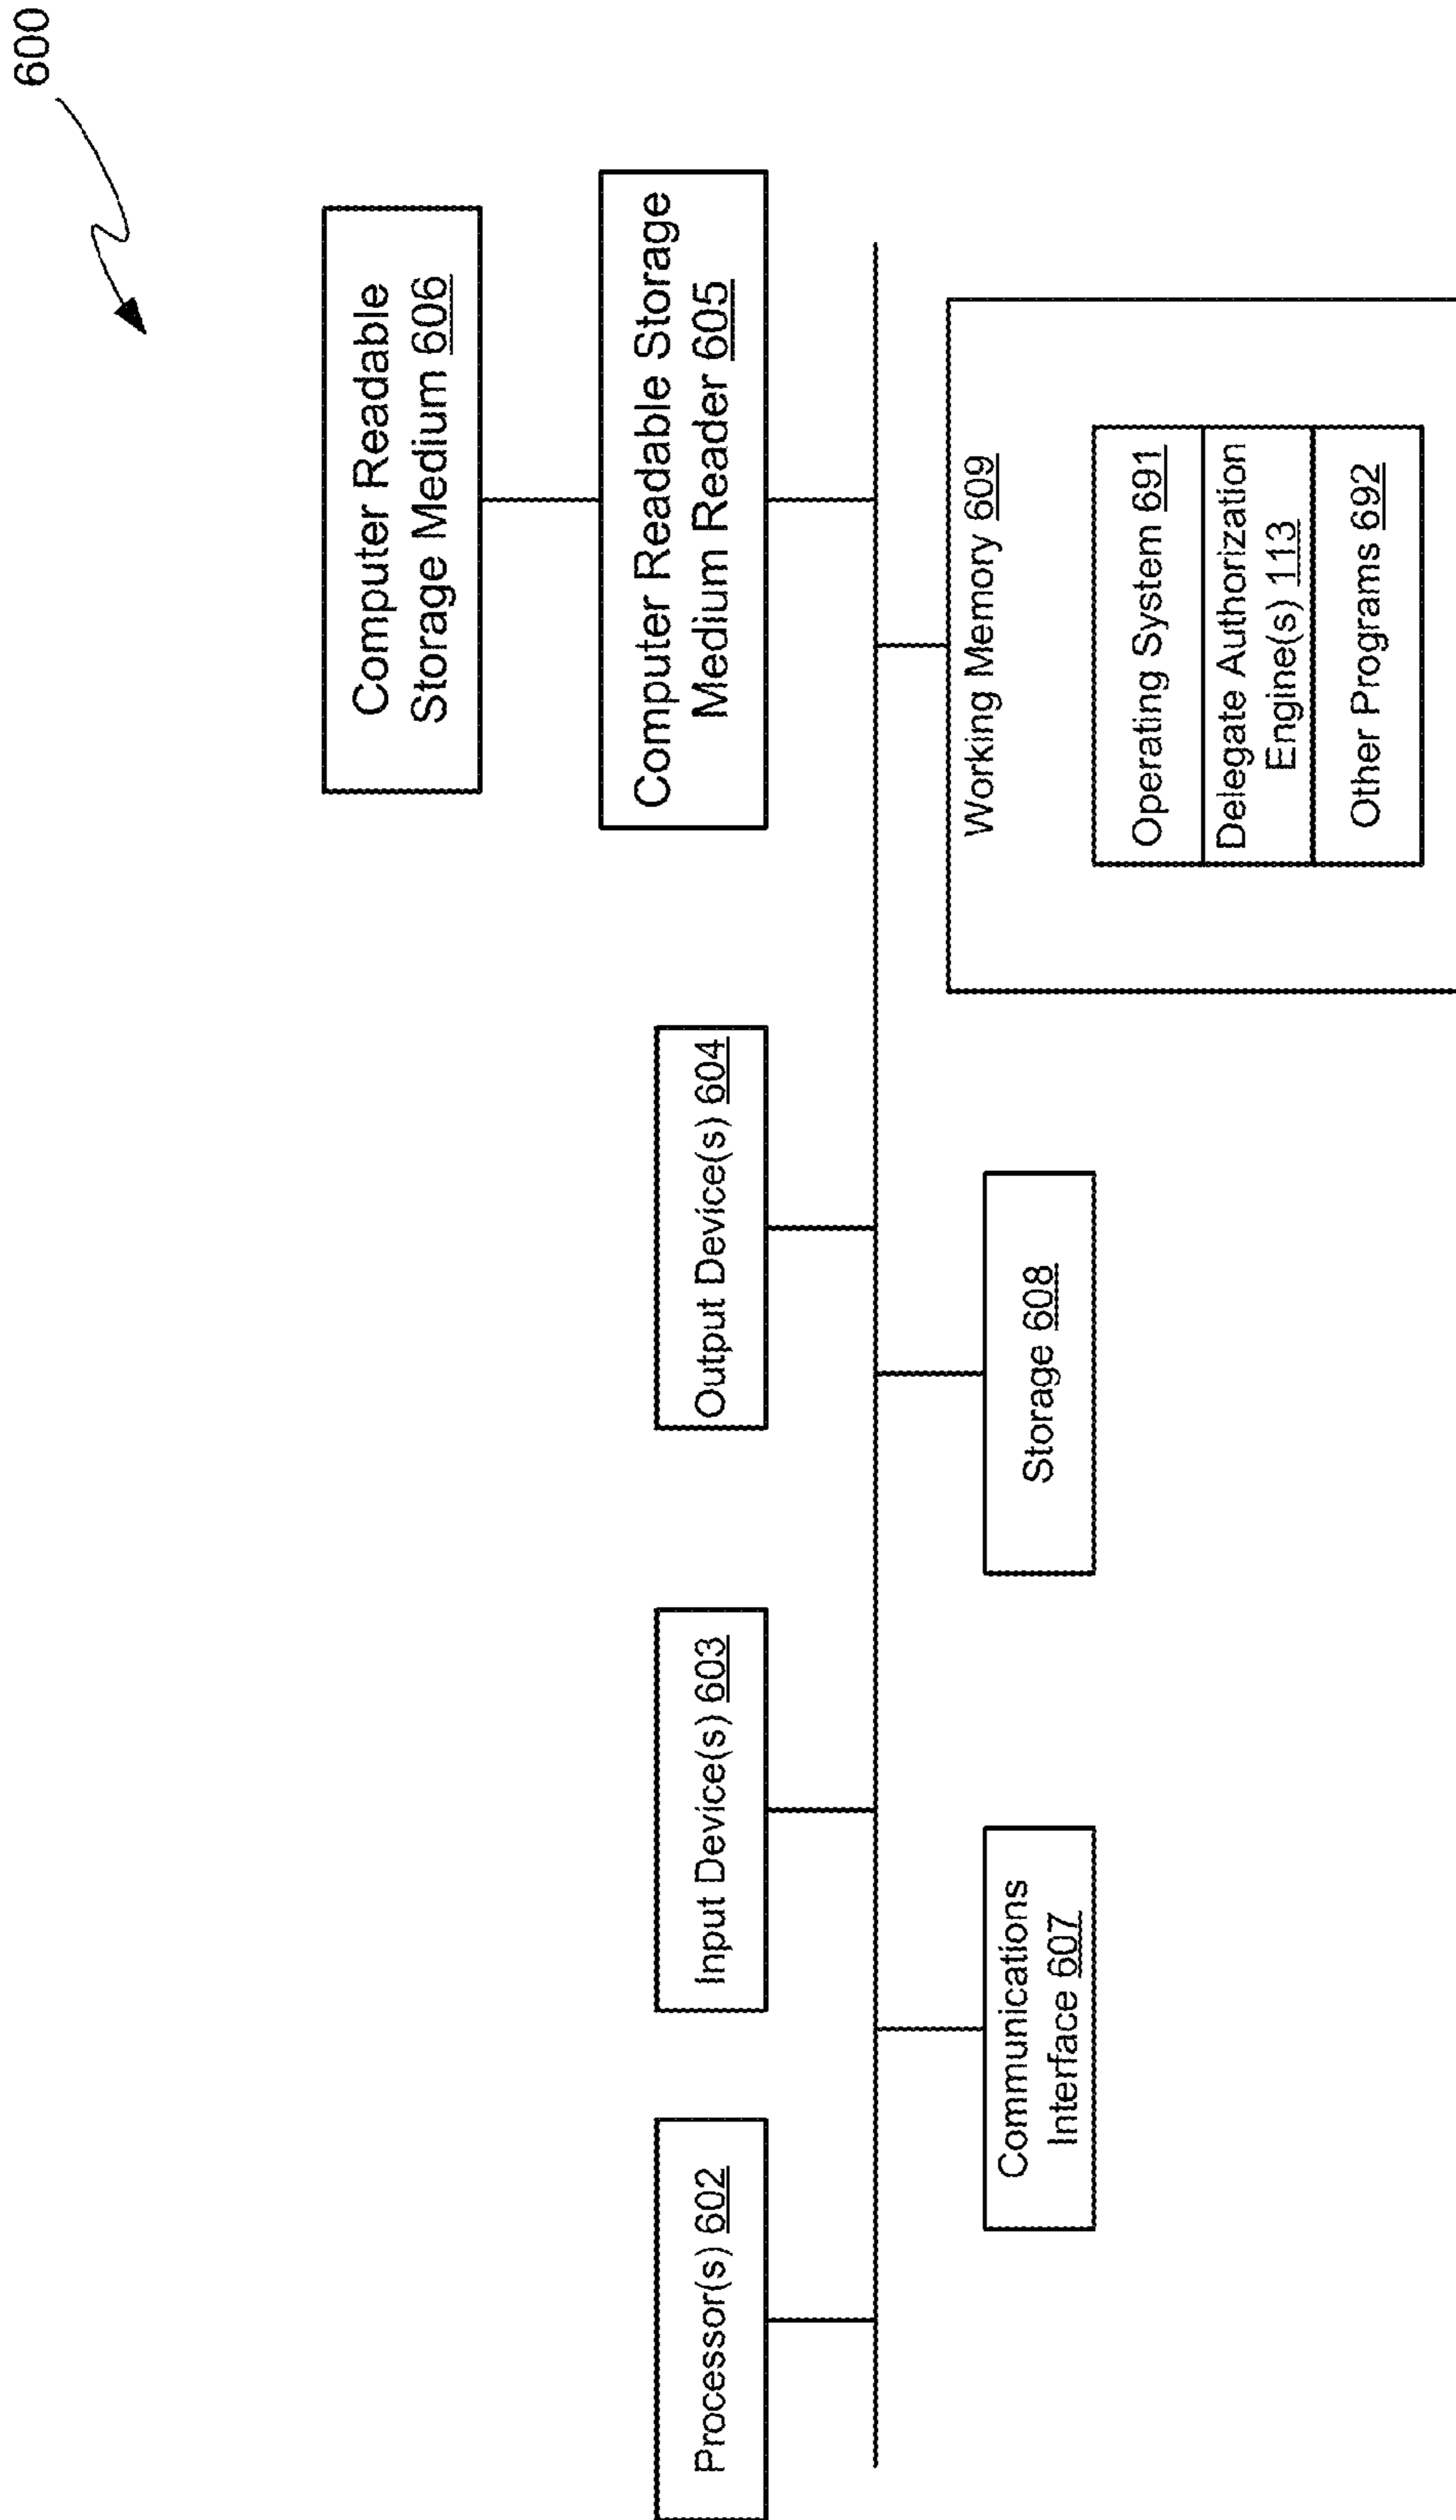 600
Computer Readable
Storage Medium 606
Processor(s) 602
Input Device(s) 603
Output Device(s) 604
Computer Readable Storage
Medium Reader 605
Communications
Interface 607
Storage 608
Working Memory 609
Operating System 691
Delegate Authorization
Engine(s) 113
Other Programs 692